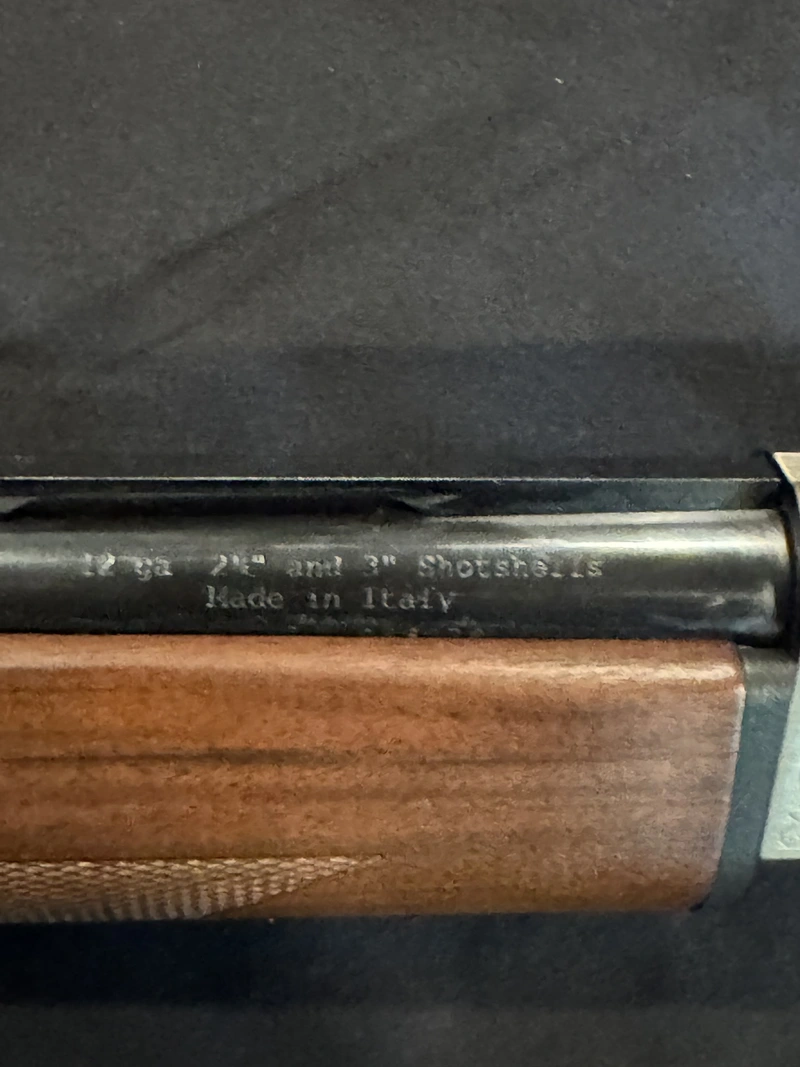 12 ga 2¾" and 3" Shotshells
Made in Italy